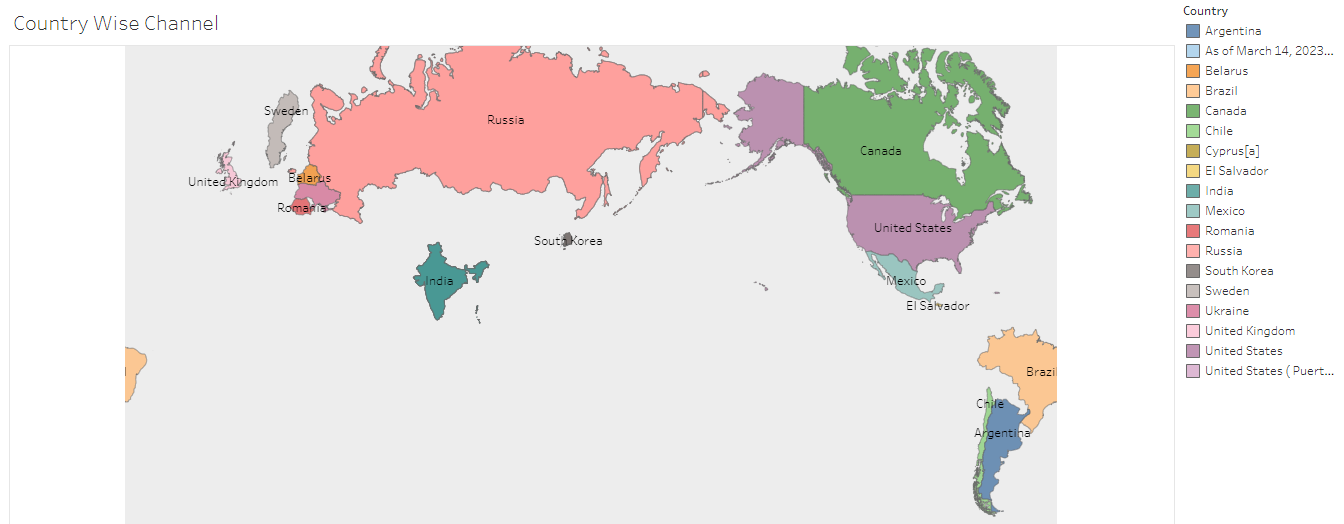 Country Wise Channel
Sweden
Russia
Canada
United Kingdom
Belarus
Romania
United States
South Korea
India
Mexico
El Salvador
Brazil
Chile
Argentina
Country
Argentina
As of March 14, 2023...
Belarus
Brazil
Canada
Chile
Cyprus[a]
El Salvador
India
Mexico
Romania
Russia
South Korea
Sweden
Ukraine
United Kingdom
United States
United States ( Puert...